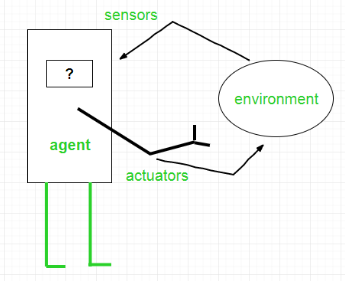 sensors
?
environment
agent
actuators